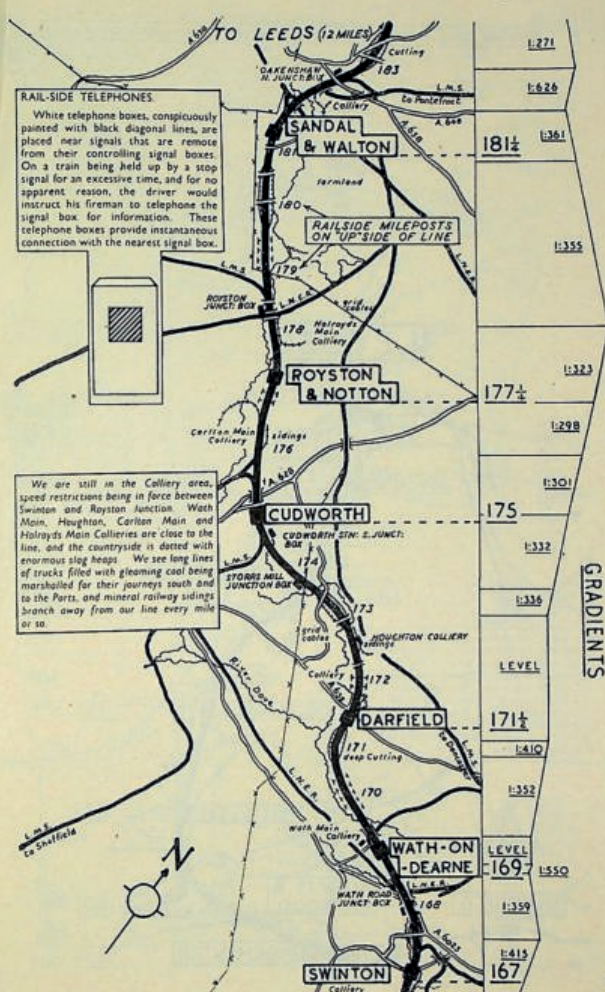 TO LEEDS (12 MILES)
A 638
Cutting
183
OAKENSHAW
N. JUNCT: BOX
L.M.S.
to Pontefract
Colliery
A 638
A 648
RAIL-SIDE TELEPHONES.
White telephone boxes, conspicuously
painted with black diagonal lines, are
placed near signals that are remote
from their controlling signal boxes.
On a train being held up by a stop
signal for an excessive time, and for no
apparent reason, the driver would
instruct his fireman to telephone the
signal box for information. These
telephone boxes provide instantaneous
connection with the nearest signal box.
SANDAL
& WALTON
181
181¼
farmland
180
RAILSIDE MILEPOSTS
ON "UP" SIDE OF LINE
L.M.S.
179
L.N.E.R.
L.N.E.R.
ROYSTON
JUNCT: BOX
grid
cables
178
Holroyds
Main
Colliery
ROYSTON
& NOTTON
177¼
Carlton Main
Colliery
sidings
176
A.628
We are still in the Colliery area,
speed restrictions being in force between
Swinton and Royston Junction. Wath
Main, Houghton, Carlton Main and
Holroyds Main Collieries are close to the
line, and the countryside is dotted with
enormous slag heaps. We see long lines
of trucks filled with gleaming coal being
marshalled for their journeys south and
to the Ports, and mineral railway sidings
branch away from our line every mile
or so.
CUDWORTH
175
CUDWORTH STN: S. JUNCT:
BOX
L.M.S.
174
STORRS MILL
JUNCTION BOX
173
grid
cables
HOUGHTON COLLIERY
sidings
Colliery
172
River Dove
DARFIELD
171½
L.M.S.
to Doncaster
171
deep Cutting
L.N.E.R.
170
L.M.S.
to Sheffield
Wath Main
Colliery
WATH-ON
-DEARNE
169
L.N.E.R.
WATH ROAD
JUNCT: BOX
168
N
A 6023
SWINTON
Colliery
167
1:271
1:626
1:361
1:355
1:323
1:298
1:301
1:332
1:336
LEVEL
1:410
1:352
LEVEL
1:550
1:359
1:415
GRADIENTS